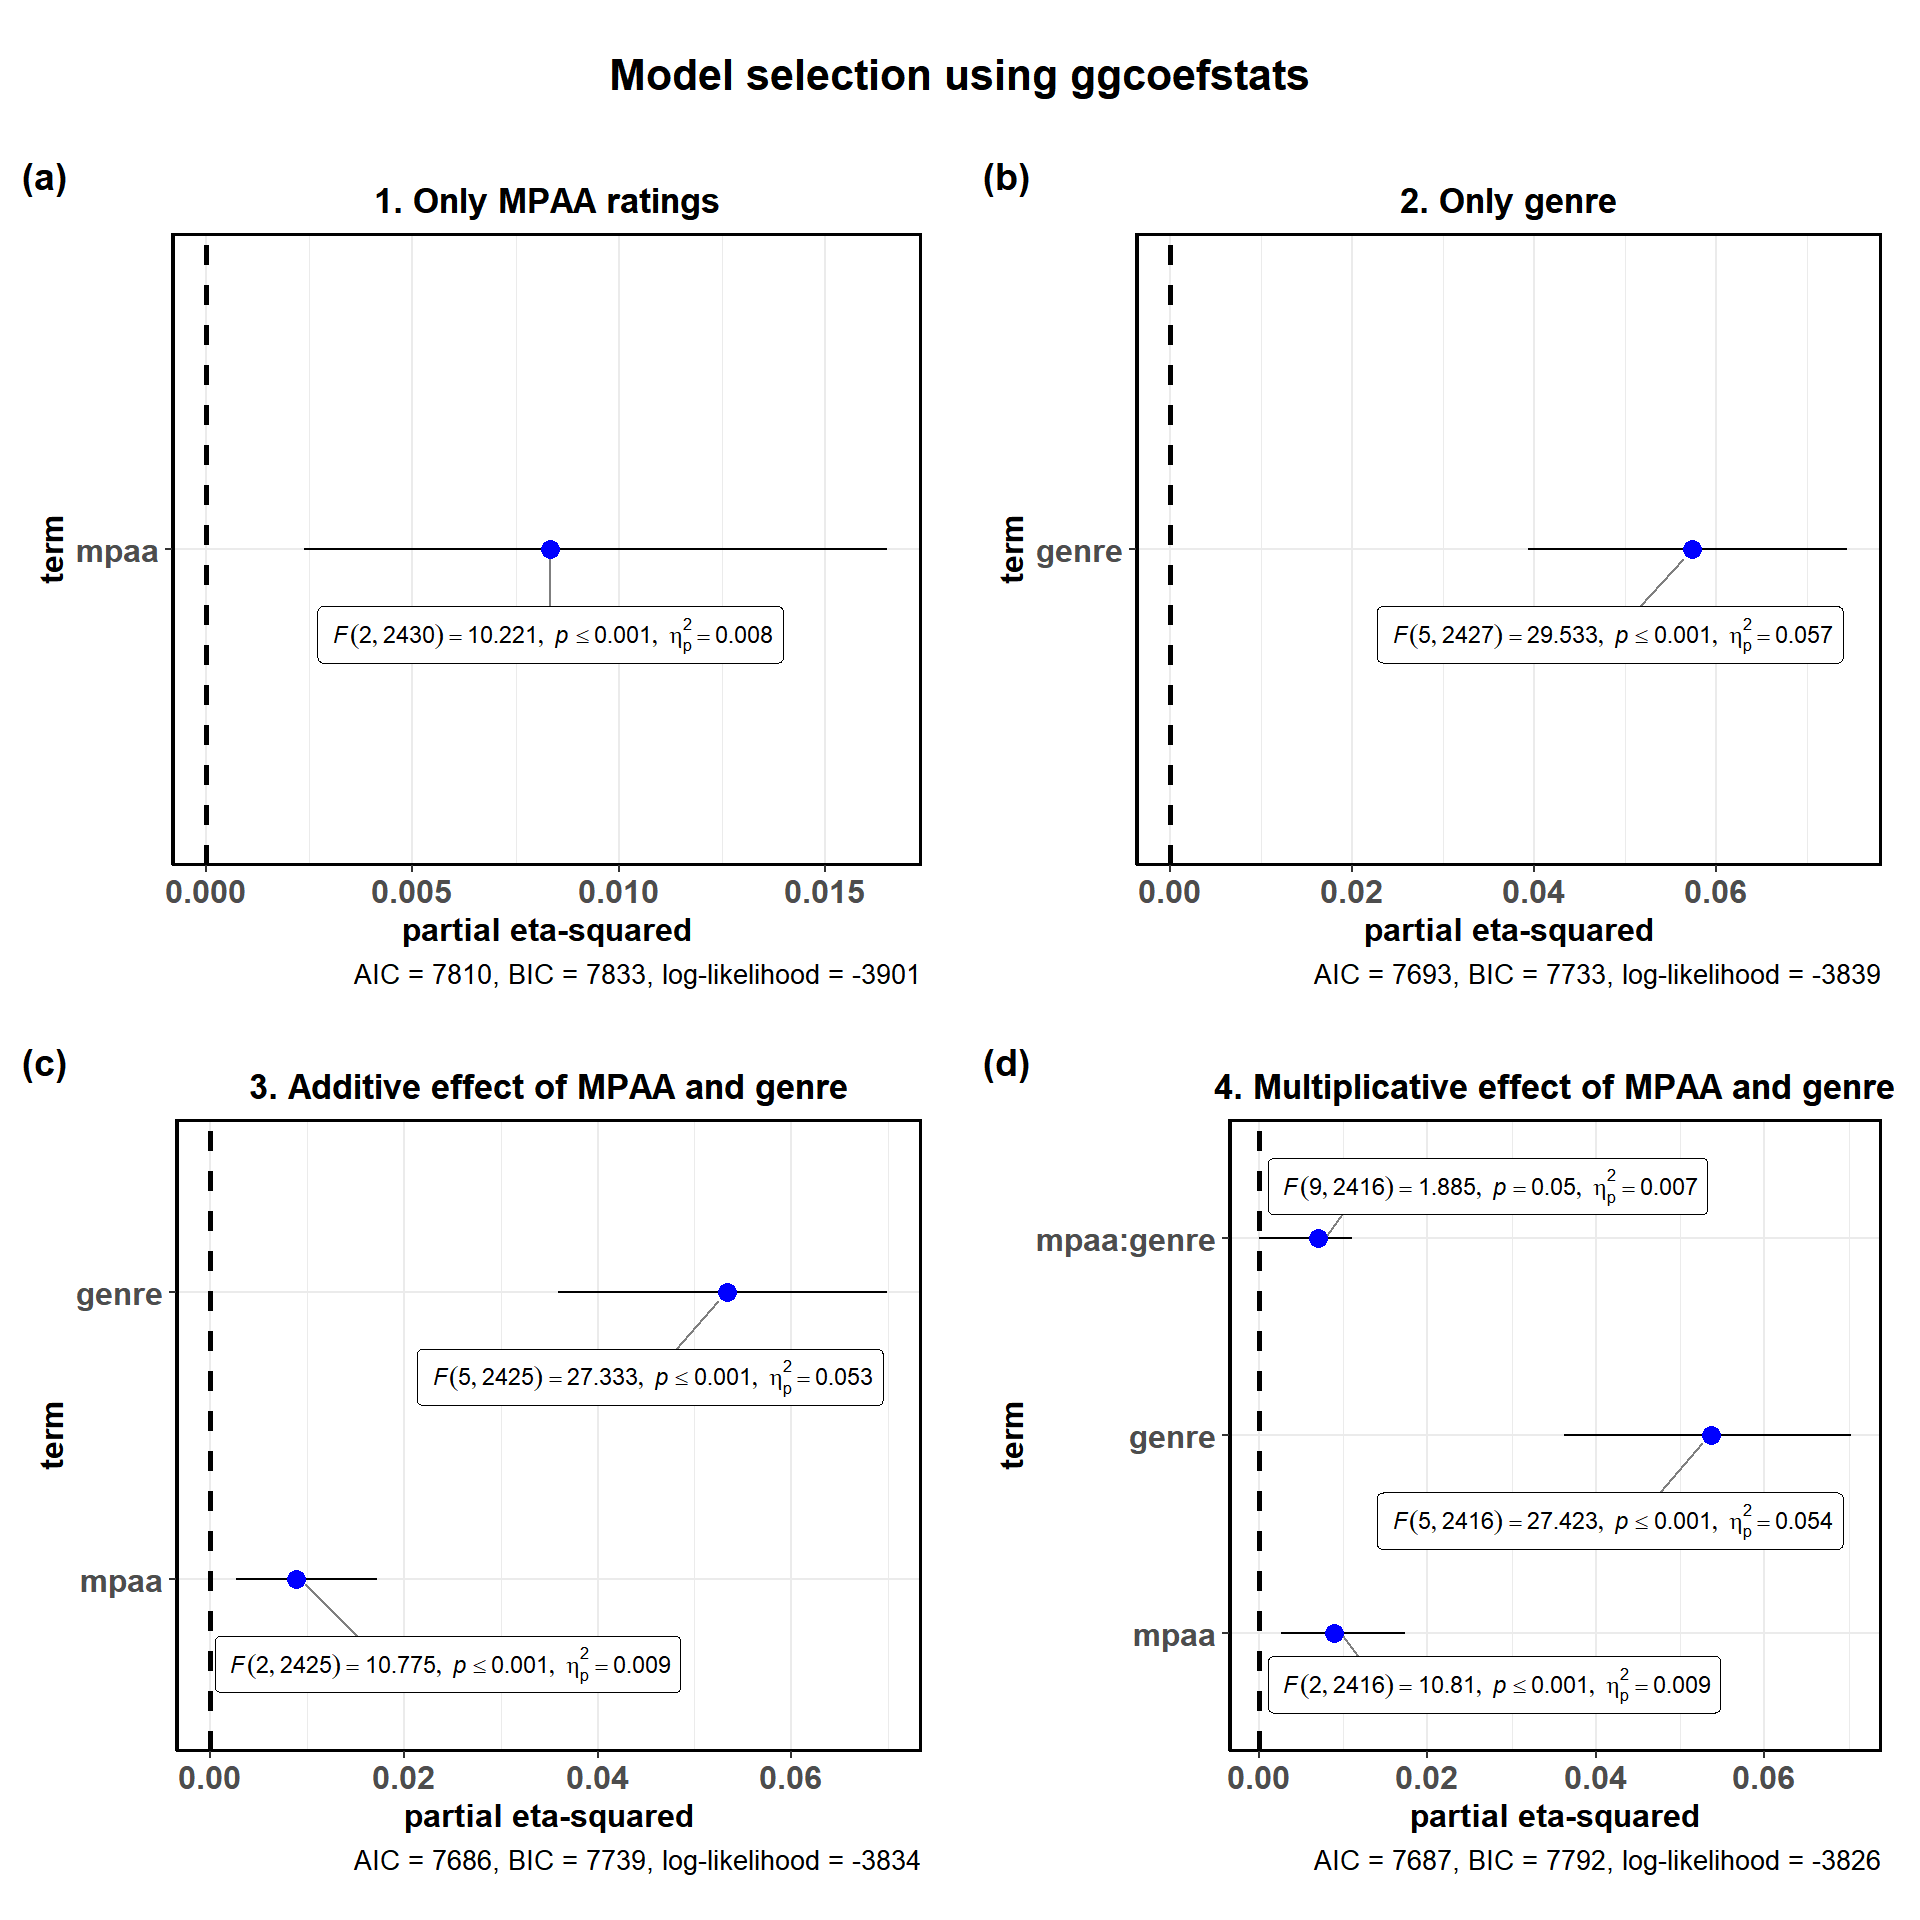 Model selection using ggcoefstats
(a)
1. Only MPAA ratings
term
mpaa
F(2, 2430) = 10.221, p ≤ 0.001, η²ₚ = 0.008
0.000 0.005 0.010 0.015
partial eta-squared
AIC = 7810, BIC = 7833, log-likelihood = -3901
(b)
2. Only genre
term
genre
F(5, 2427) = 29.533, p ≤ 0.001, η²ₚ = 0.057
0.00 0.02 0.04 0.06
partial eta-squared
AIC = 7693, BIC = 7733, log-likelihood = -3839
(c)
3. Additive effect of MPAA and genre
term
genre
F(5, 2425) = 27.333, p ≤ 0.001, η²ₚ = 0.053
mpaa
F(2, 2425) = 10.775, p ≤ 0.001, η²ₚ = 0.009
0.00 0.02 0.04 0.06
partial eta-squared
AIC = 7686, BIC = 7739, log-likelihood = -3834
(d)
4. Multiplicative effect of MPAA and genre
term
F(9, 2416) = 1.885, p = 0.05, η²ₚ = 0.007
mpaa:genre
genre
F(5, 2416) = 27.423, p ≤ 0.001, η²ₚ = 0.054
mpaa
F(2, 2416) = 10.81, p ≤ 0.001, η²ₚ = 0.009
0.00 0.02 0.04 0.06
partial eta-squared
AIC = 7687, BIC = 7792, log-likelihood = -3826